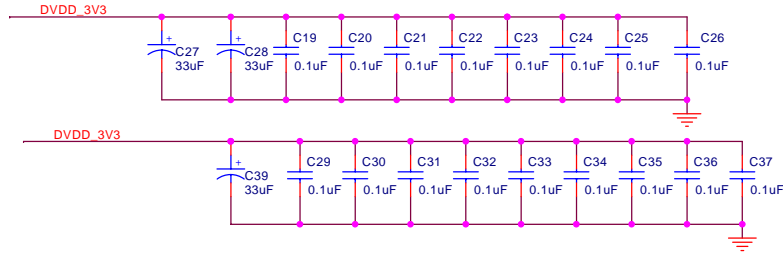 DVDD_3V3
+ +
C27 C28 C19 C20 C21 C22 C23 C24 C25 C26
33uF 33uF 0.1uF 0.1uF 0.1uF 0.1uF 0.1uF 0.1uF 0.1uF 0.1uF
DVDD_3V3
+
C39 C29 C30 C31 C32 C33 C34 C35 C36 C37
33uF 0.1uF 0.1uF 0.1uF 0.1uF 0.1uF 0.1uF 0.1uF 0.1uF 0.1uF